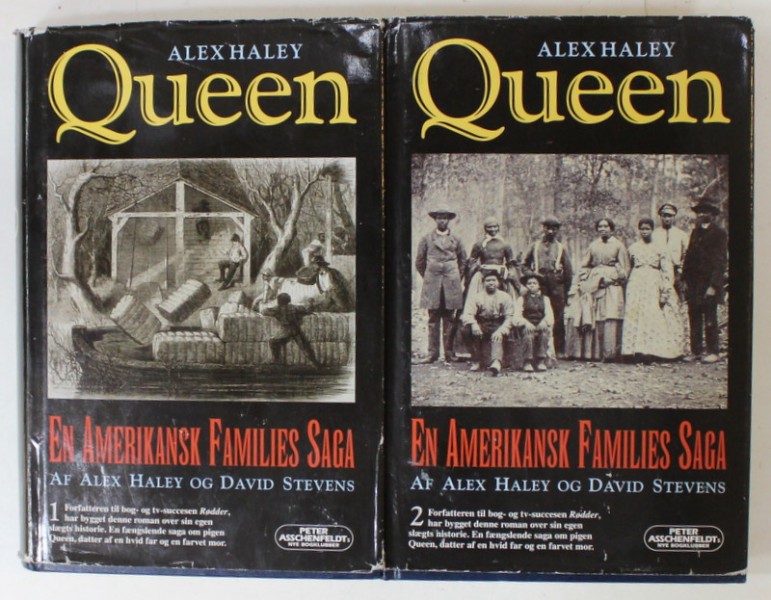 ALEX HALEY
Queen
EN AMERIKANSK FAMILIES SAGA
AF ALEX HALEY OG DAVID STEVENS
1 Forfatteren til bog- og tv-succesen Rødder,
har bygget denne roman over sin egen
slægts historie. En fængslende saga om pigen
Queen, datter af en hvid far og en farvet mor.
PETER
ASSCHENFELDTs
NYE BOGKLUBBER
ALEX HALEY
Queen
EN AMERIKANSK FAMILIES SAGA
AF ALEX HALEY OG DAVID STEVENS
2 Forfatteren til bog- og tv-succesen Rødder,
har bygget denne roman over sin egen
slægts historie. En fængslende saga om pigen
Queen, datter af en hvid far og en farvet mor.
PETER
ASSCHENFELDTs
NYE BOGKLUBBER